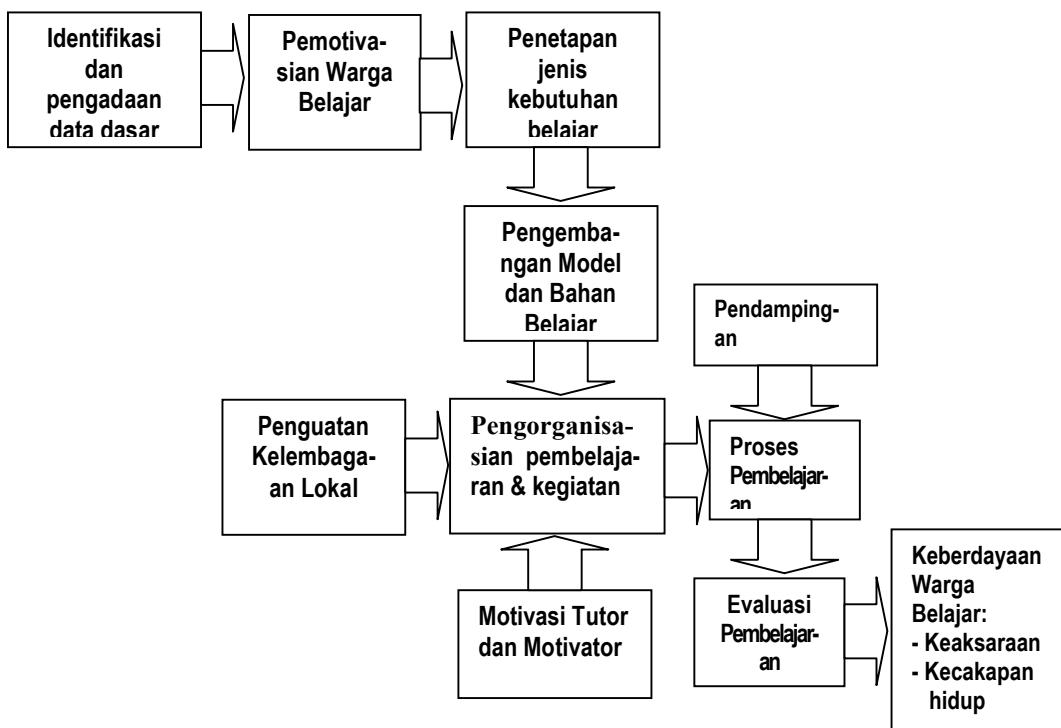 Identifikasi
dan
pengadaan
data dasar
Pemotiva-
sian Warga
Belajar
Penetapan
jenis
kebutuhan
belajar
Pengemba-
ngan Model
dan Bahan
Belajar
Pendamping-
an
Penguatan
Kelembaga-
an Lokal
Pengorganisa-
sian pembelaja-
ran & kegiatan
Proses
Pembelajar-
an
Motivasi Tutor
dan Motivator
Evaluasi
Pembelajar-
an
Keberdayaan
Warga
Belajar:
- Keaksaraan
- Kecakapan
hidup